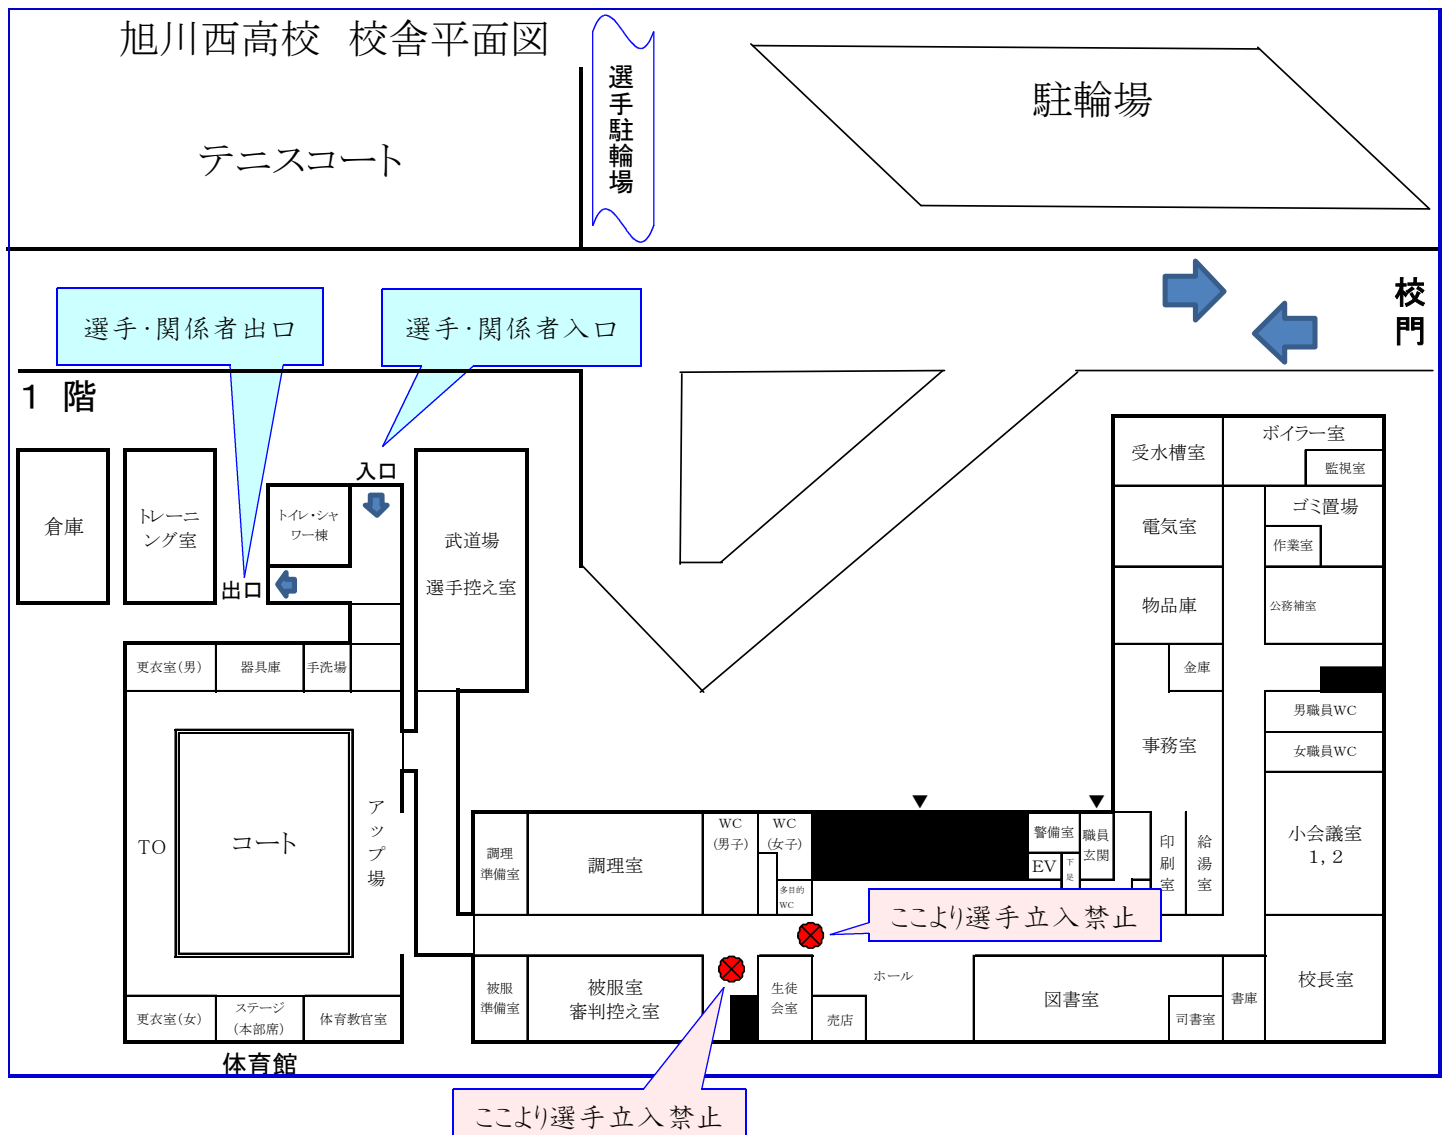 旭川西高校　校舎平面図
選手駐輪場
駐輪場
テニスコート
校門
選手・関係者出口
選手・関係者入口
１ 階
入口
出口
倉庫
トレーニ
ング室
トイレ・シャ
ワー棟
武道場
選手控え室
受水槽室
ボイラー室
監視室
電気室
ゴミ置場
作業室
物品庫
公務補室
金庫
更衣室（男）
器具庫
手洗場
男職員WC
女職員WC
事務室
TO
コート
アップ場
調理
準備室
調理室
WC
(男子)
WC
(女子)
多目的
WC
警備室
EV
下足
職員
玄関
印刷室
給湯室
小会議室
1，2
ここより選手立入禁止
被服
準備室
被服室
審判控え室
生徒
会室
ホール
売店
図書室
司書室
書庫
校長室
更衣室（女）
ステージ
（本部席）
体育教官室
体育館
ここより選手立入禁止